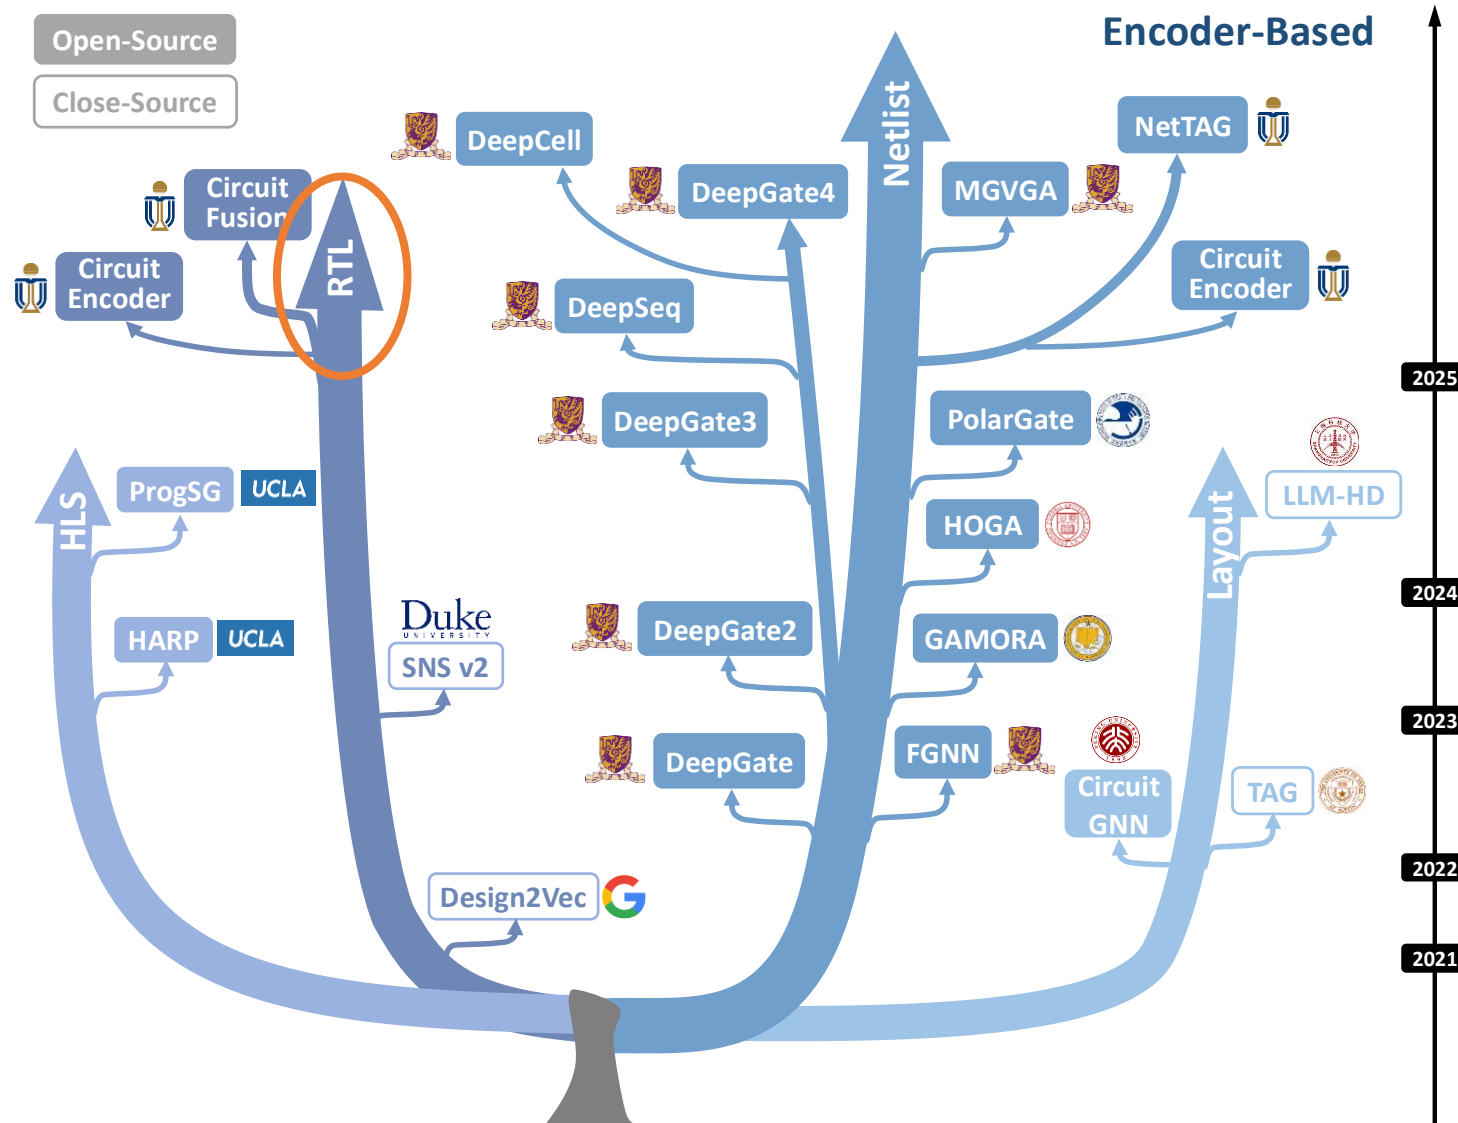 Open-Source
Close-Source
Encoder-Based
Netlist
NetTAG
DeepCell
DeepGate4
MGVGA
Circuit
Fusion
RTL
Circuit
Encoder
Circuit
Encoder
DeepSeq
2025
DeepGate3
PolarGate
HLS
ProgSG
UCLA
LLM-HD
HOGA
Layout
2024
HARP
UCLA
Duke
UNIVERSITY
SNS v2
DeepGate2
GAMORA
2023
DeepGate
FGNN
Circuit
GNN
TAG
2022
Design2Vec
2021